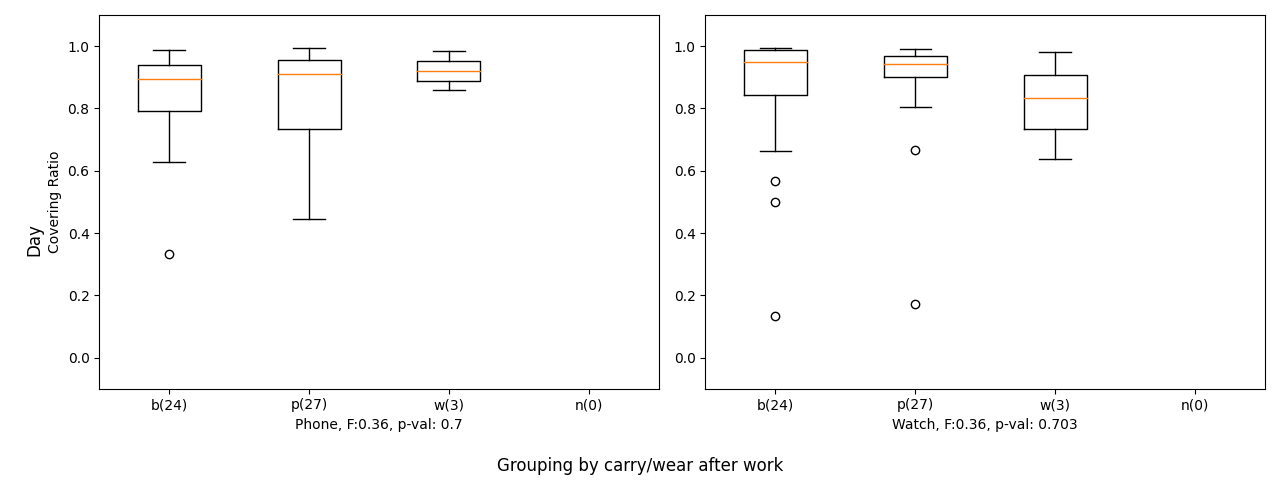 Day
Covering Ratio
1.0
0.8
0.6
0.4
0.2
0.0
b(24) p(27) w(3) n(0)
Phone, F:0.36, p-val: 0.7
1.0
0.8
0.6
0.4
0.2
0.0
b(24) p(27) w(3) n(0)
Watch, F:0.36, p-val: 0.703
Grouping by carry/wear after work